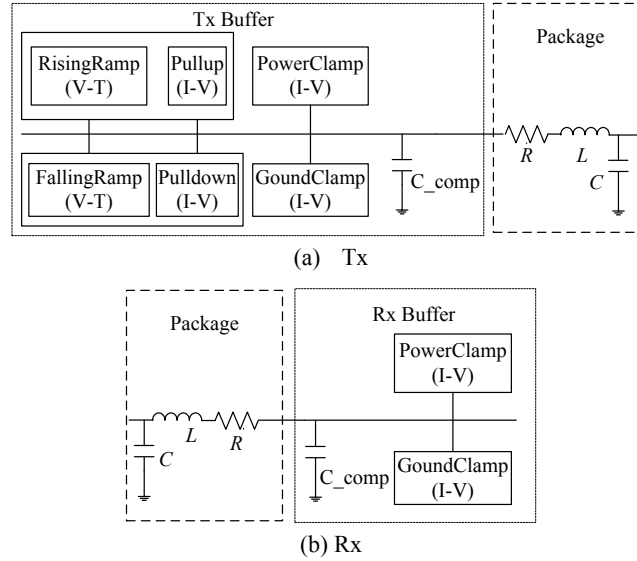 Tx Buffer
Package
RisingRamp
(V-T)
Pullup
(I-V)
PowerClamp
(I-V)
FallingRamp
(V-T)
Pulldown
(I-V)
GoundClamp
(I-V)
C_comp
R
L
C
(a) Tx
Package
Rx Buffer
PowerClamp
(I-V)
L
R
C
C_comp
GoundClamp
(I-V)
(b) Rx